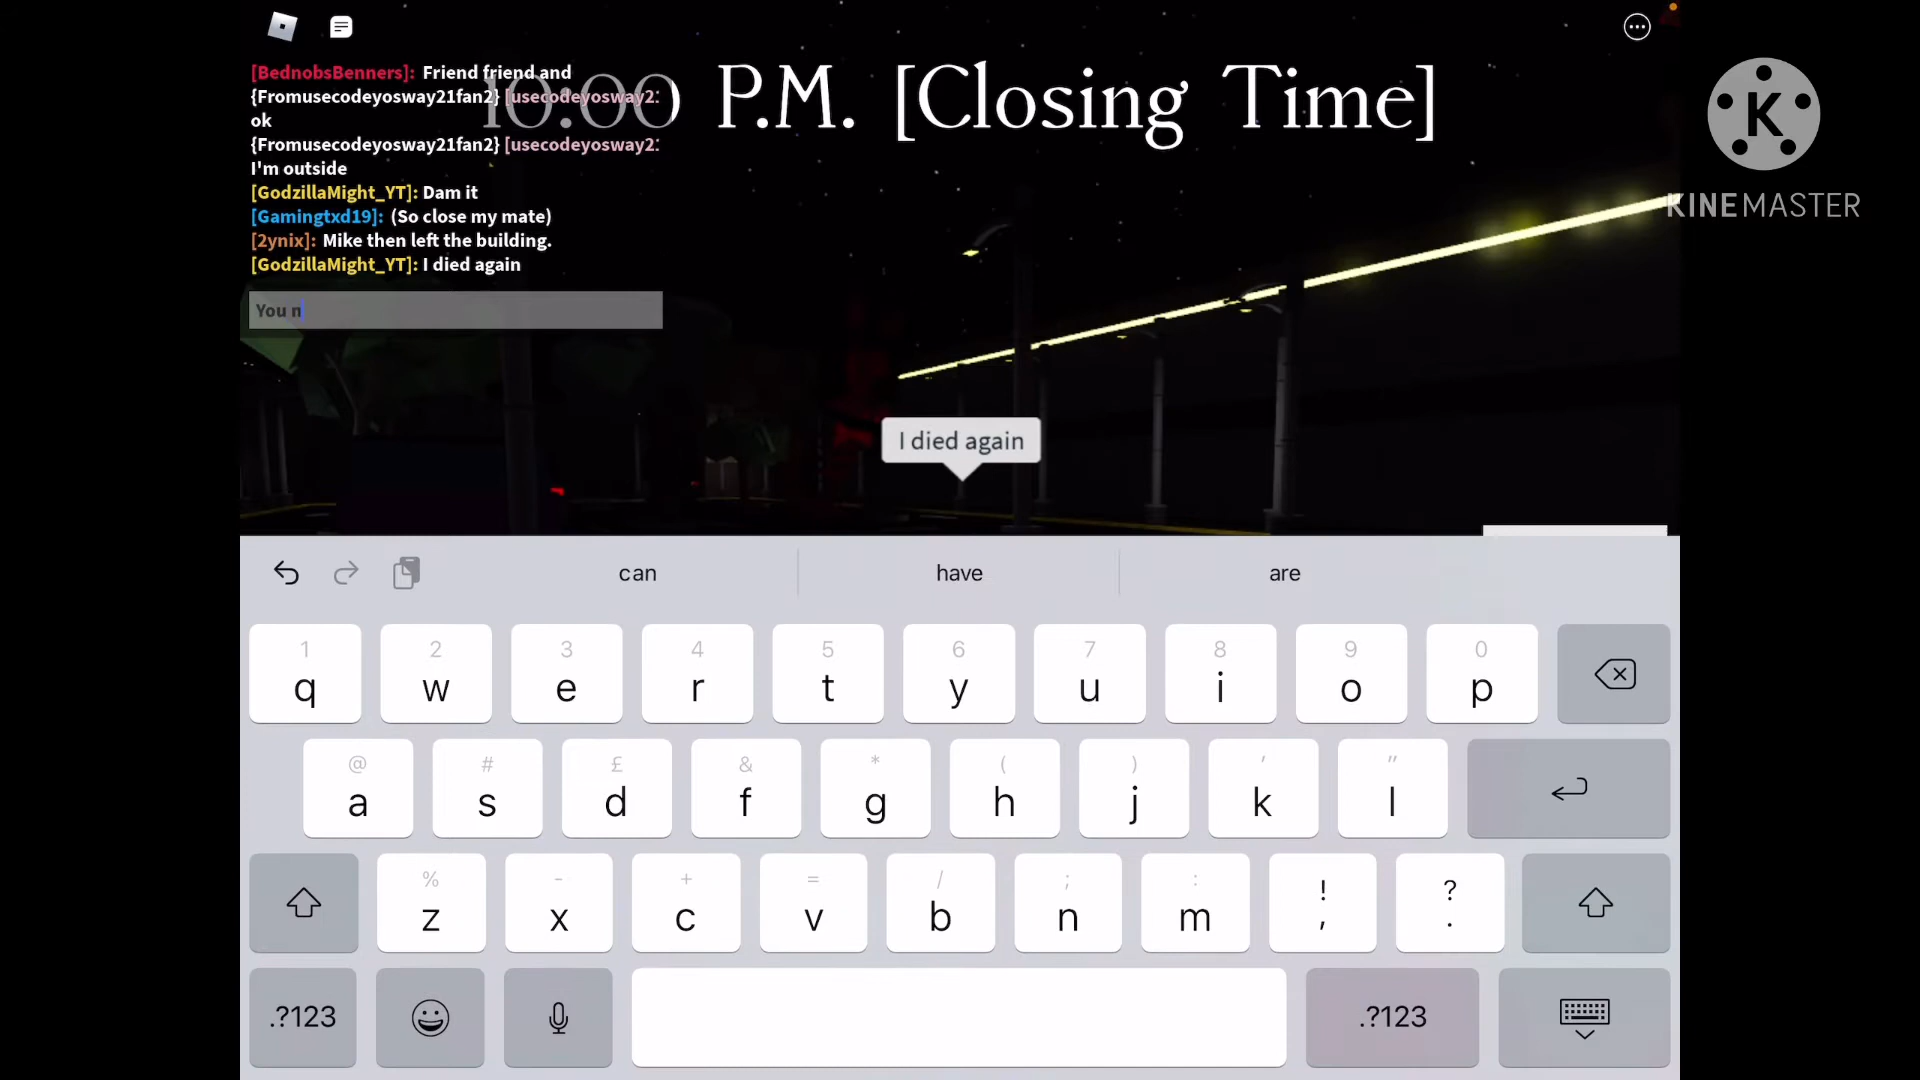 10:00 P.M. [Closing Time]
[BednobsBenners]: Friend friend and
{Fromusecodeyosway21fan2} [usecodeyosway2:
ok
{Fromusecodeyosway21fan2} [usecodeyosway2:
I'm outside
[GodzillaMight_YT]: Dam it
[Gamingtxd19]: (So close my mate)
[2ynix]: Mike then left the building.
[GodzillaMight_YT]: I died again
You n
K
KINEMASTER
I died again
can have are
1 2 3 4 5 6 7 8 9 0
q w e r t y u i o p
@ # £ & * ( ) ' "
a s d f g h j k l
% - + = / ; : ! ?
z x c v b n m , .
.?123 .?123